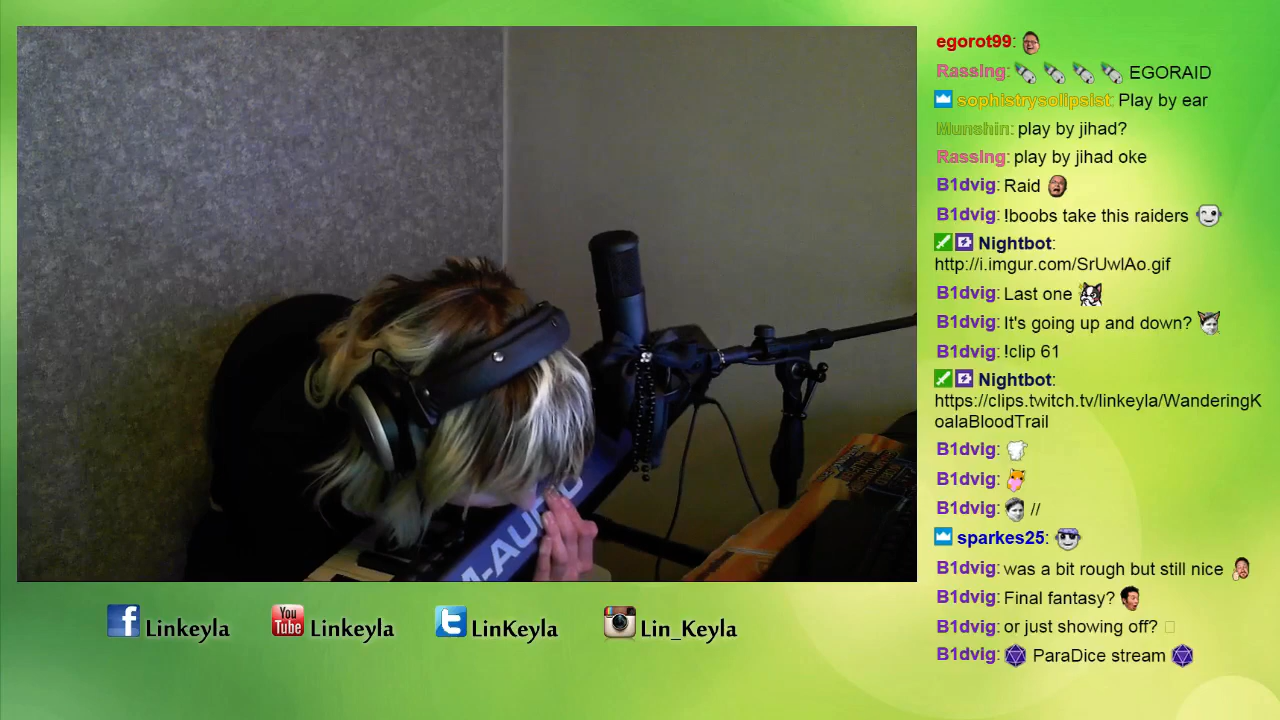 egorot99:
Rassing: EGORAID
sophistrysolipsist: Play by ear
Munshin: play by jihad?
Rassing: play by jihad oke
B1dvig: Raid
B1dvig: !boobs take this raiders
Nightbot:
http://i.imgur.com/SrUwlAo.gif
B1dvig: Last one
B1dvig: It's going up and down?
B1dvig: !clip 61
Nightbot:
https://clips.twitch.tv/linkeyla/WanderingK
oalaBloodTrail
B1dvig:
B1dvig:
B1dvig: //
sparkes25:
B1dvig: was a bit rough but still nice
B1dvig: Final fantasy?
B1dvig: or just showing off?
B1dvig: ParaDice stream
M-AUDIO
f Linkeyla
You Tube Linkeyla
t LinKeyla
Lin_Keyla